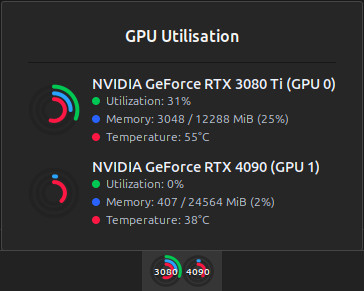 GPU Utilisation
NVIDIA GeForce RTX 3080 Ti (GPU 0)
Utilization: 31%
Memory: 3048 / 12288 MiB (25%)
Temperature: 55°C
NVIDIA GeForce RTX 4090 (GPU 1)
Utilization: 0%
Memory: 407 / 24564 MiB (2%)
Temperature: 38°C
3080 4090